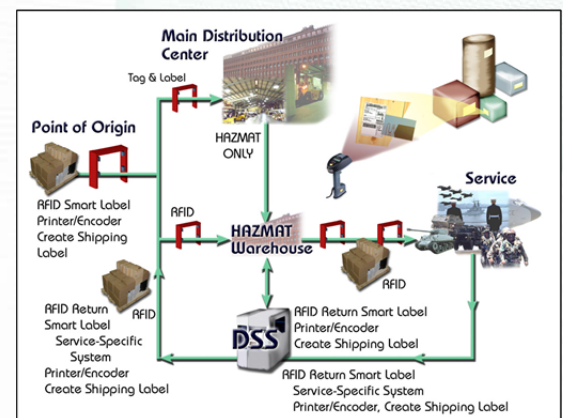 Main Distribution
Center
Tag & Label
Point of Origin
HAZMAT
ONLY
Service
RFID Smart Label
Printer/Encoder
Create Shipping
Label
RFID
HAZMAT
Warehouse
RFID
RFID
RFID Return
Smart Label
Service-Specific
System
Printer/Encoder
Create Shipping Label
DSS
RFID Return Smart Label
Printer/Encoder
Create Shipping Label
RFID Return Smart Label
Service-Specific System
Printer/Encoder, Create Shipping Label